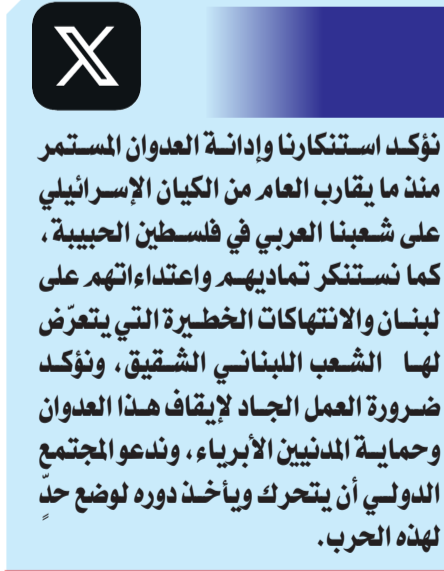 نؤكد استنكارنا وإدانة العدوان المستمر
منذ ما يقارب العام من الكيان الإسرائيلي
على شعبنا العربي في فلسطين الحبيبة،
كما نستنكر تماديهم واعتداءاتهم على
لبنان والانتهاكات الخطيرة التي يتعرّض
لها الشعب اللبناني الشقيق، ونؤكد
ضرورة العمل الجاد لإيقاف هذا العدوان
وحماية المدنيين الأبرياء، وندعو المجتمع
الدولي أن يتحرك ويأخذ دوره لوضع حدٍّ
لهذه الحرب.